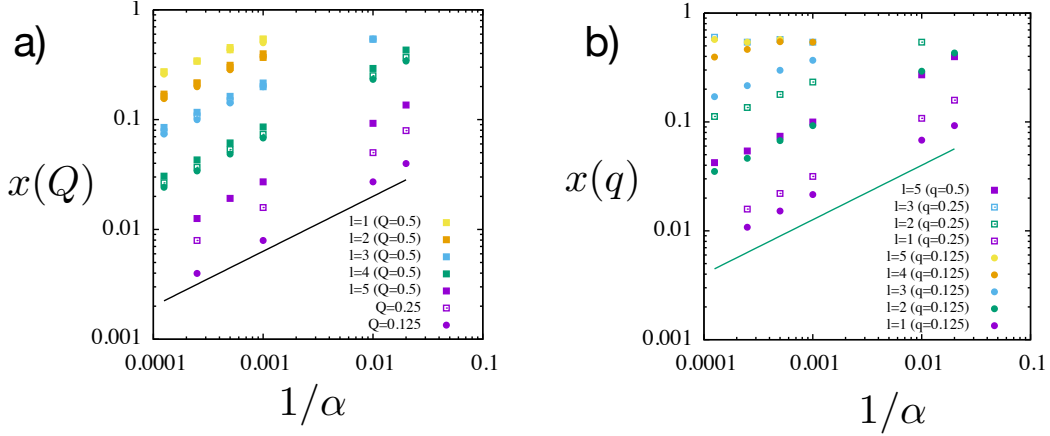 a)
1
0.1
0.01
0.001
x(Q)
l=1 (Q=0.5)
l=2 (Q=0.5)
l=3 (Q=0.5)
l=4 (Q=0.5)
l=5 (Q=0.5)
Q=0.25
Q=0.125
0.0001 0.001 0.01 0.1
1/α
b)
1
0.1
0.01
0.001
x(q)
l=5 (q=0.5)
l=3 (q=0.25)
l=2 (q=0.25)
l=1 (q=0.25)
l=5 (q=0.125)
l=4 (q=0.125)
l=3 (q=0.125)
l=2 (q=0.125)
l=1 (q=0.125)
0.0001 0.001 0.01 0.1
1/α